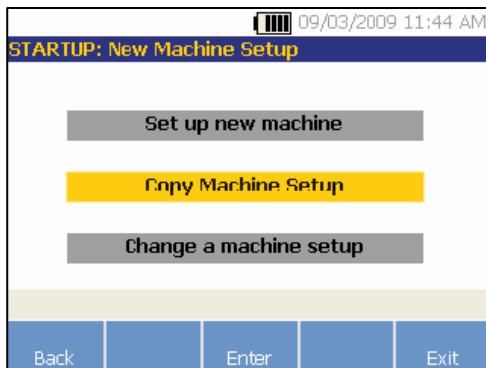 09/03/2009 11:44 AM
STARTUP: New Machine Setup
Set up new machine
Copy Machine Setup
Change a machine setup
Back Enter Exit